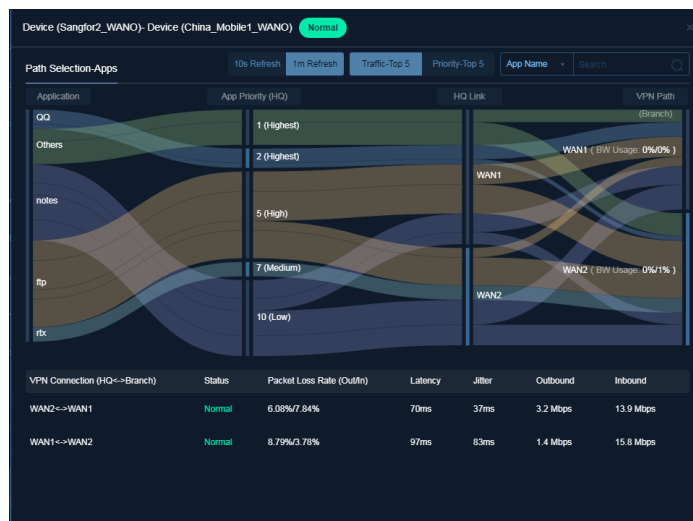 Device (Sangfor2_WANO)- Device (China_Mobile1_WANO) Normal
Path Selection-Apps 10s Refresh 1m Refresh Traffic-Top 5 Priority-Top 5 App Name Search
Application App Priority (HQ) HQ Link VPN Path
(Branch)
QQ
1 (Highest)
Others
2 (Highest)
WAN1 ( BW Usage: 0%/0% )
WAN1
notes
5 (High)
7 (Medium)
WAN2 ( BW Usage: 0%/1% )
ftp
WAN2
10 (Low)
rtx
VPN Connection (HQ<->Branch) Status Packet Loss Rate (Out/In) Latency Jitter Outbound Inbound
WAN2<->WAN1 Normal 6.08%/7.84% 70ms 37ms 3.2 Mbps 13.9 Mbps
WAN1<->WAN2 Normal 8.79%/3.78% 97ms 83ms 1.4 Mbps 15.8 Mbps